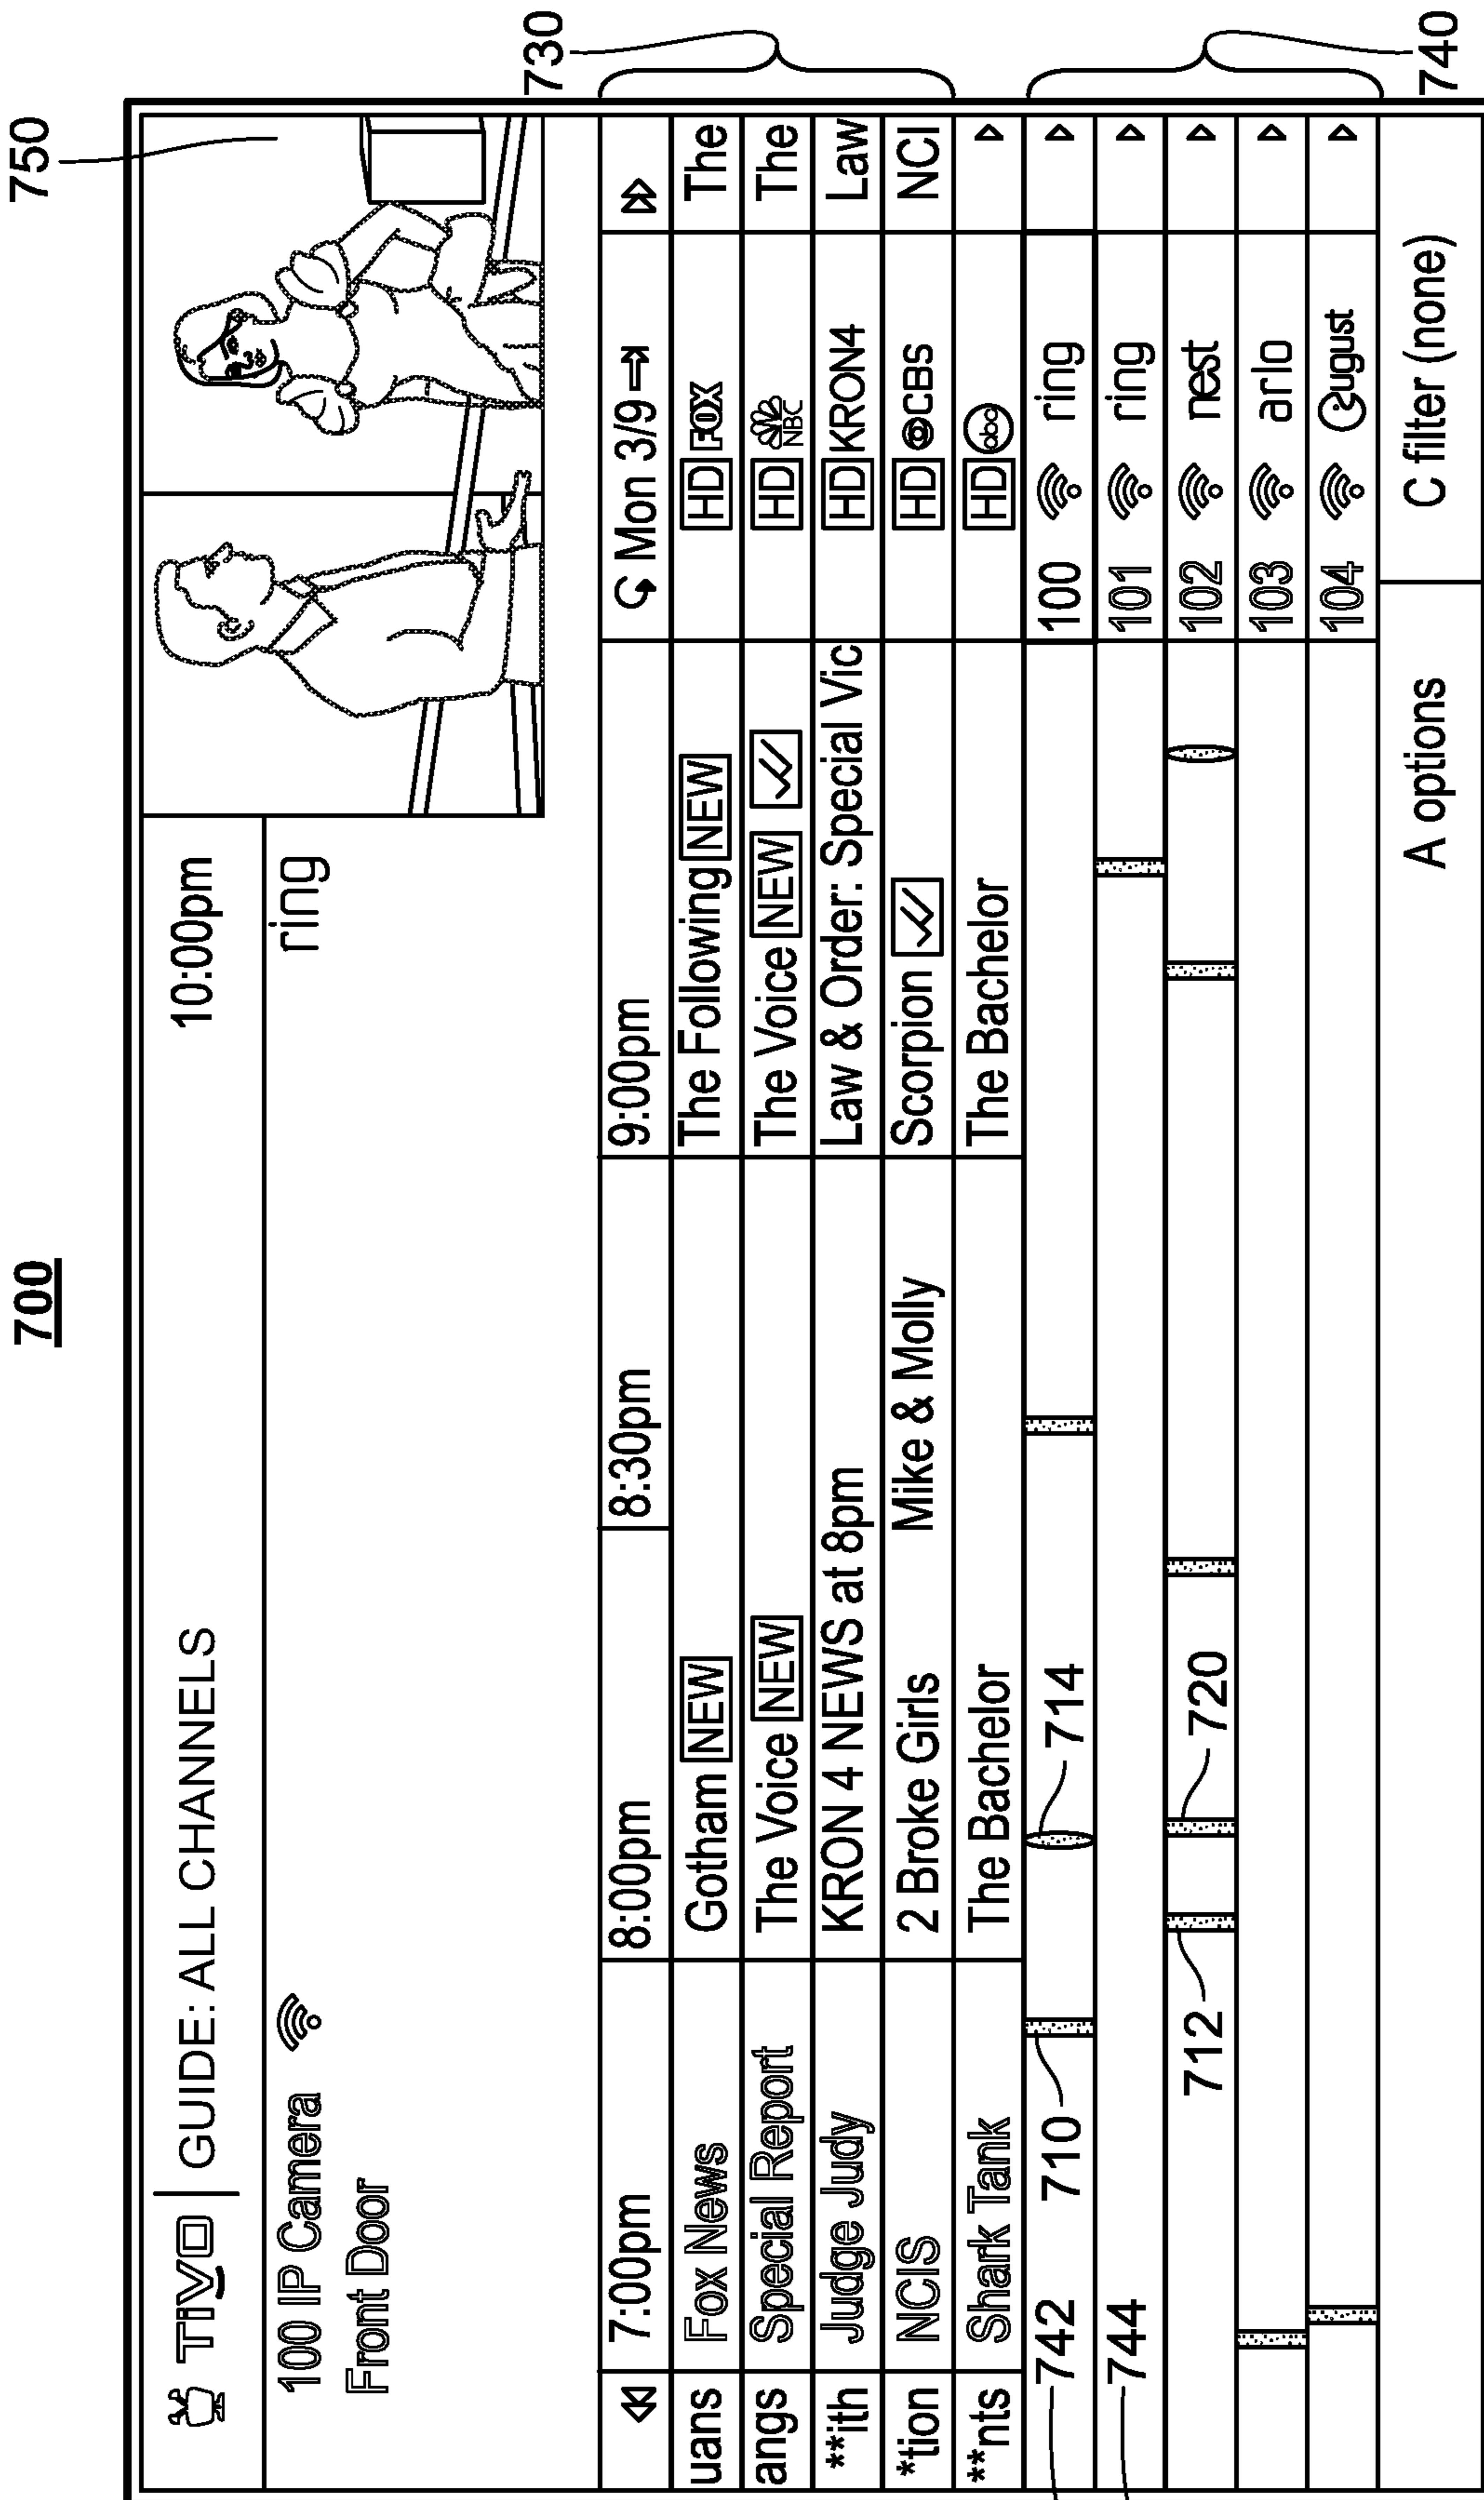 700
750
TiVo GUIDE: ALL CHANNELS 10:00pm
100 IP Camera ring
Front Door
730
7:00pm 8:00pm 8:30pm 9:00pm Mon 3/9
uans Fox News Gotham NEW The Following NEW HD FOX The
angs Special Report The Voice NEW The Voice NEW HD NBC The
**ith Judge Judy KRON 4 NEWS at 8pm Law & Order: Special Vic HD KRON4 Law
*tion NCIS 2 Broke Girls Mike & Molly Scorpion HD CBS NCI
**nts Shark Tank The Bachelor The Bachelor HD abc
742 710 714 100 ring
744 101 ring
712 720 102 nest
103 arlo
104 august
740
A options C filter (none)